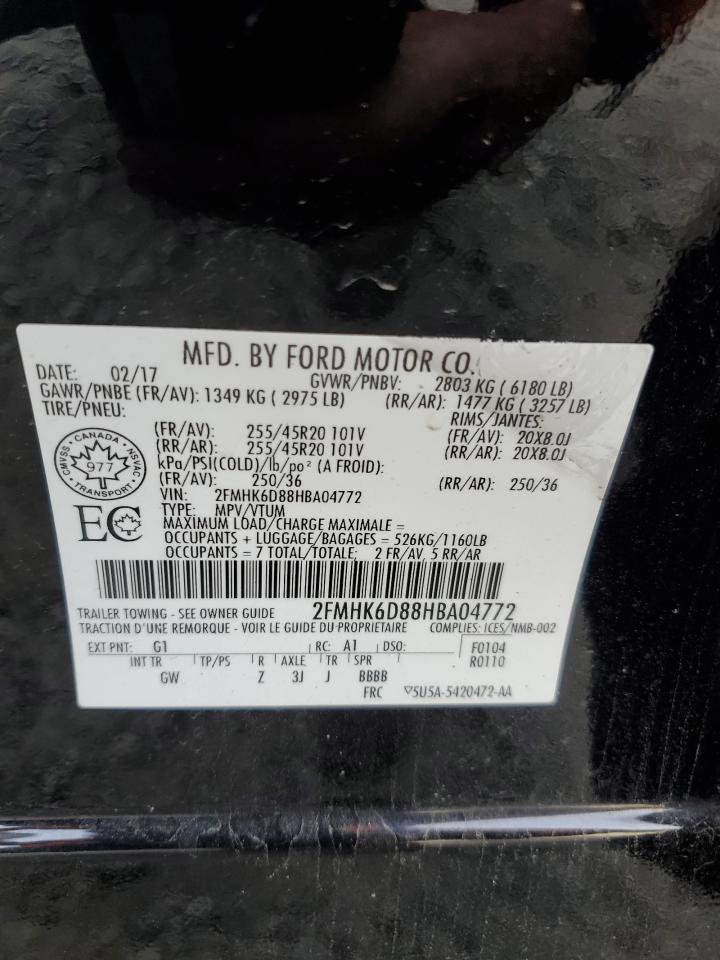 MFD. BY FORD MOTOR CO.
DATE: 02/17 GVWR/PNBV: 2803 KG ( 6180 LB)
GAWR/PNBE (FR/AV): 1349 KG ( 2975 LB) (RR/AR): 1477 KG ( 3257 LB)
TIRE/PNEU: RIMS/JANTES:
(FR/AV): 255/45R20 101V (FR/AV): 20X8.0J
(RR/AR): 255/45R20 101V (RR/AR): 20X8.0J
kPa/PSI(COLD)/lb/po² (A FROID):
(FR/AV): 250/36 (RR/AR): 250/36
CANADA
CMVSS NSVAC
977
TRANSPORT
EC
VIN: 2FMHK6D88HBA04772
TYPE: MPV/VTUM
MAXIMUM LOAD/CHARGE MAXIMALE =
OCCUPANTS + LUGGAGE/BAGAGES = 526KG/1160LB
OCCUPANTS = 7 TOTAL/TOTALE; 2 FR/AV, 5 RR/AR
TRAILER TOWING - SEE OWNER GUIDE 2FMHK6D88HBA04772
TRACTION D'UNE REMORQUE - VOIR LE GUIDE DU PROPRIETAIRE COMPLIES: ICES/NMB-002
EXT PNT: G1 RC: A1 DSO: F0104
INT TR TP/PS R AXLE TR SPR R0110
GW Z 3J J BBBB
FRC ▽5U5A-5420472-AA